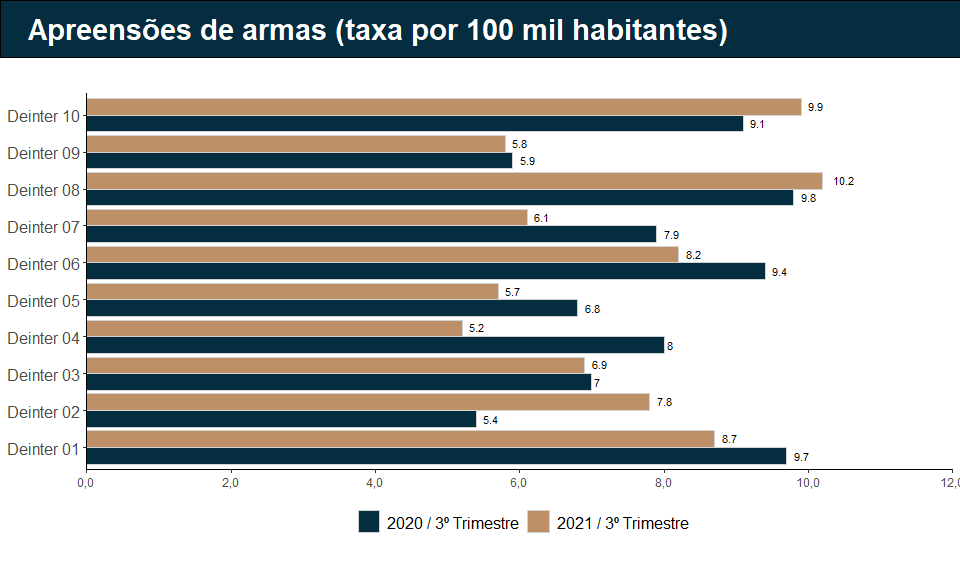 Apreensões de armas (taxa por 100 mil habitantes)
Deinter 10
9.9
9.1
Deinter 09
5.8
5.9
Deinter 08
10.2
9.8
Deinter 07
6.1
7.9
Deinter 06
8.2
9.4
Deinter 05
5.7
6.8
Deinter 04
5.2
8
Deinter 03
6.9
7
Deinter 02
7.8
5.4
Deinter 01
8.7
9.7
0,0 2,0 4,0 6,0 8,0 10,0 12,0
2020 / 3º Trimestre 2021 / 3º Trimestre